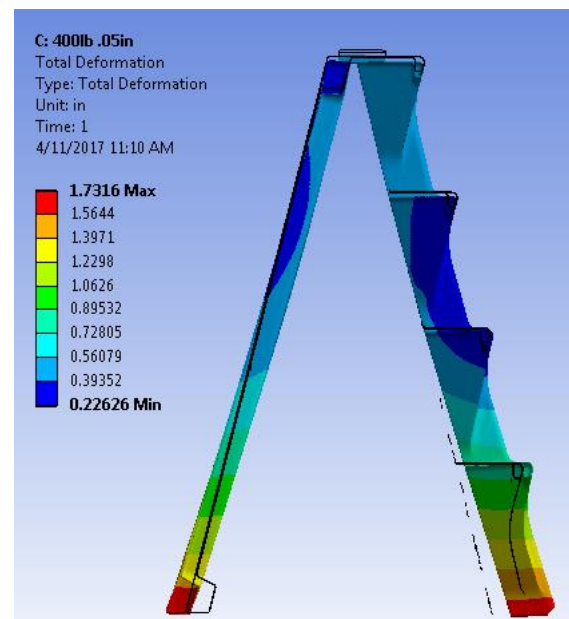 C: 400lb .05in
Total Deformation
Type: Total Deformation
Unit: in
Time: 1
4/11/2017 11:10 AM
1.7316 Max
1.5644
1.3971
1.2298
1.0626
0.89532
0.72805
0.56079
0.39352
0.22626 Min